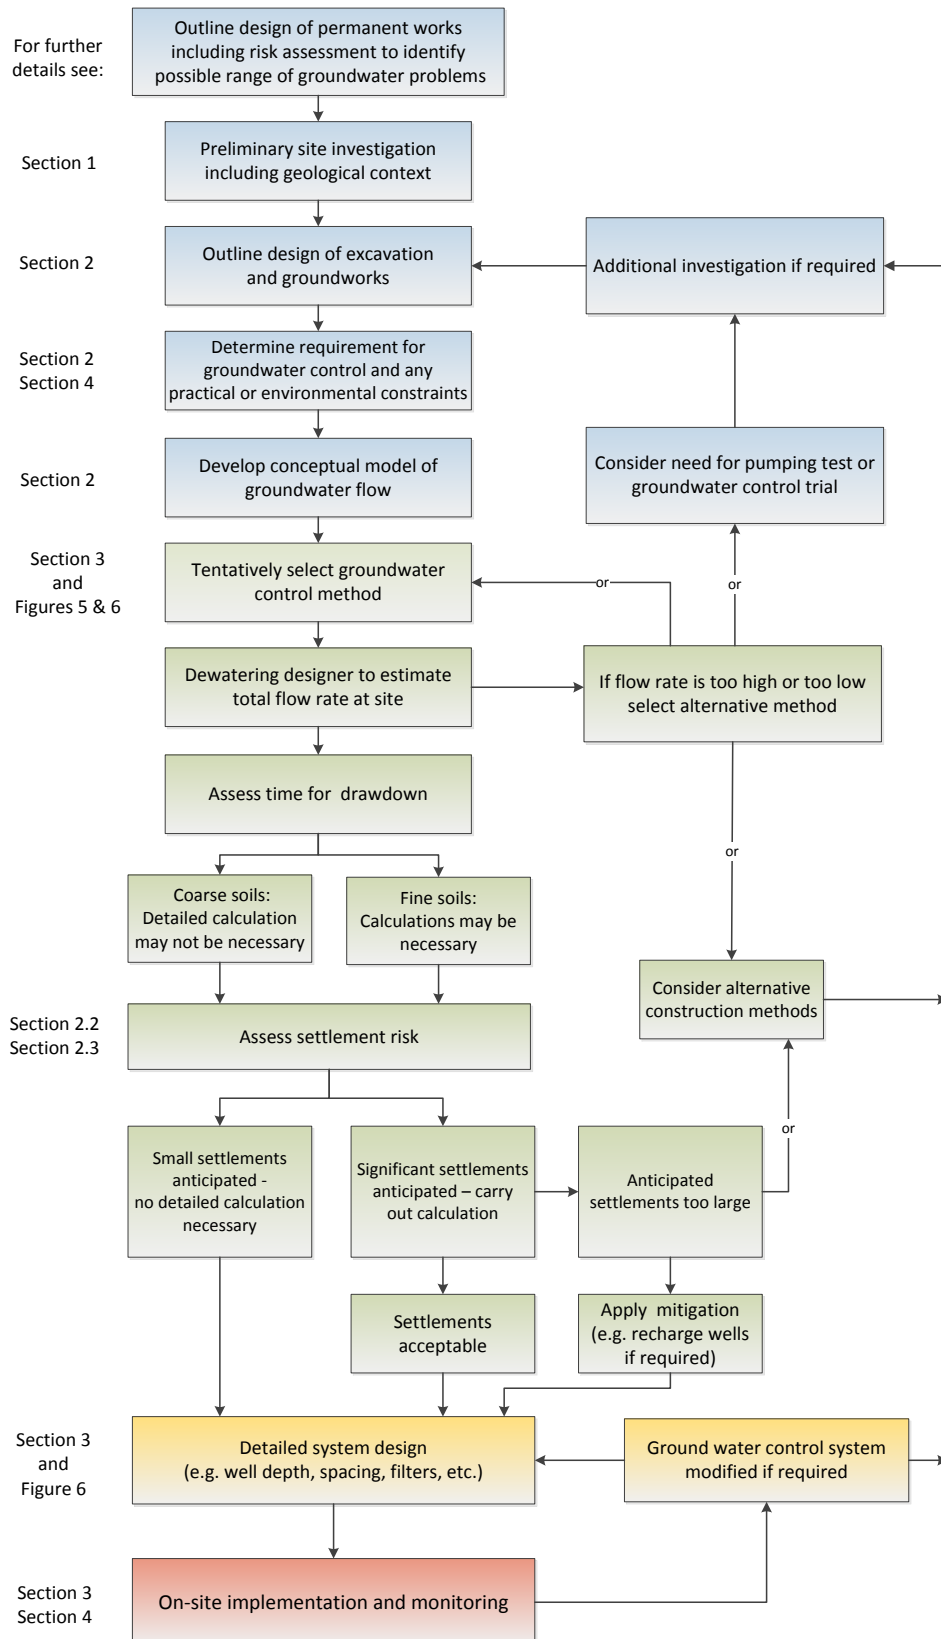 For further
details see:
Outline design of permanent works
including risk assessment to identify
possible range of groundwater problems
Section 1
Preliminary site investigation
including geological context
Section 2
Outline design of excavation
and groundworks
Additional investigation if required
Section 2
Section 4
Determine requirement for
groundwater control and any
practical or environmental constraints
Section 2
Develop conceptual model of
groundwater flow
Consider need for pumping test or
groundwater control trial
Section 3
and
Figures 5 & 6
Tentatively select groundwater
control method
or
or
Dewatering designer to estimate
total flow rate at site
If flow rate is too high or too low
select alternative method
Assess time for drawdown
or
Coarse soils:
Detailed calculation
may not be necessary
Fine soils:
Calculations may be
necessary
Consider alternative
construction methods
Section 2.2
Section 2.3
Assess settlement risk
or
Small settlements
anticipated -
no detailed calculation
necessary
Significant settlements
anticipated – carry
out calculation
Anticipated
settlements too large
Settlements
acceptable
Apply mitigation
(e.g. recharge wells
if required)
Section 3
and
Figure 6
Detailed system design
(e.g. well depth, spacing, filters, etc.)
Ground water control system
modified if required
Section 3
Section 4
On-site implementation and monitoring